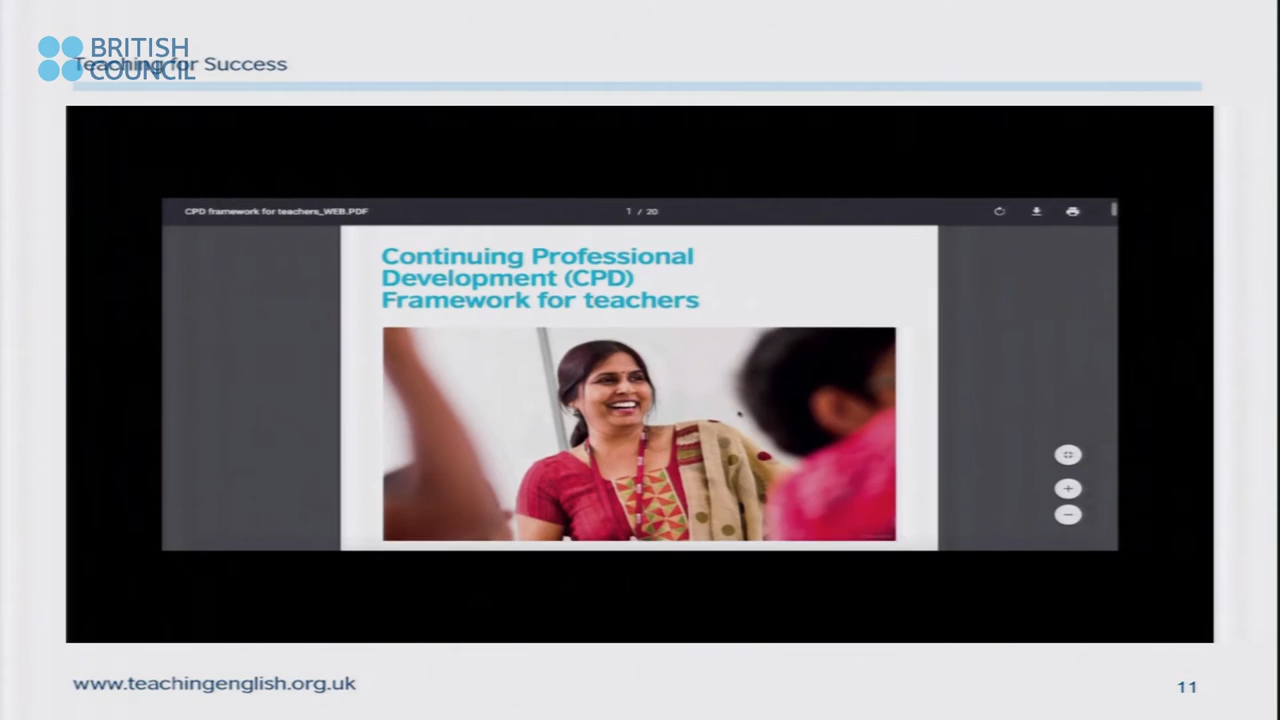 BRITISH
COUNCIL
Teaching for Success
CPD framework for teachers_WEB.PDF
1 / 20
Continuing Professional
Development (CPD)
Framework for teachers
www.teachingenglish.org.uk
11